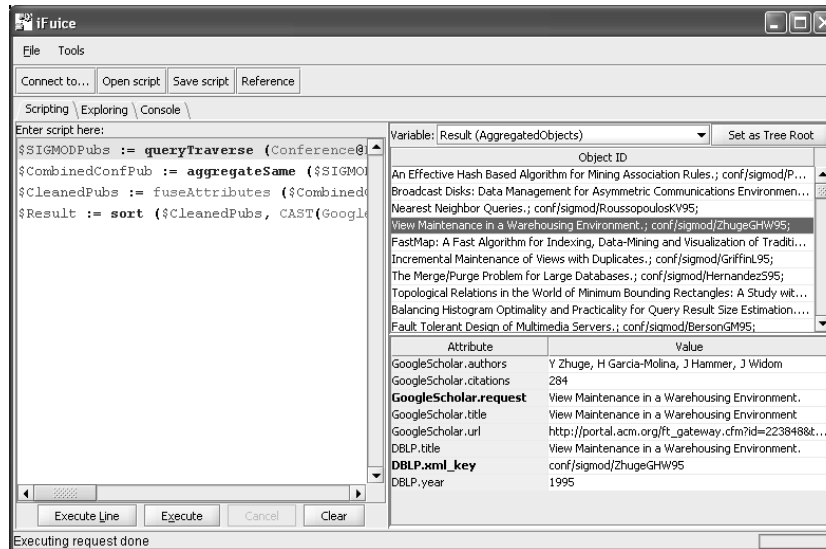 iFuice
File Tools
Connect to... Open script Save script Reference
Scripting Exploring Console
Enter script here:
$SIGMODPubs := queryTraverse (Conference@
$CombinedConfPub := aggregateSame ($SIGMO
$CleanedPubs := fuseAttributes ($Combined
$Result := sort ($CleanedPubs, CAST(Google
Execute Line Execute Cancel Clear
Executing request done
Variable: Result (AggregatedObjects) Set as Tree Root
Object ID
An Effective Hash Based Algorithm for Mining Association Rules.; conf/sigmod/P...
Broadcast Disks: Data Management for Asymmetric Communications Environmen...
Nearest Neighbor Queries.; conf/sigmod/RoussopoulosKV95;
View Maintenance in a Warehousing Environment.; conf/sigmod/ZhugeGHW95;
FastMap: A Fast Algorithm for Indexing, Data-Mining and Visualization of Traditi...
Incremental Maintenance of Views with Duplicates.; conf/sigmod/GriffinL95;
The Merge/Purge Problem for Large Databases.; conf/sigmod/HernandezS95;
Topological Relations in the World of Minimum Bounding Rectangles: A Study wit...
Balancing Histogram Optimality and Practicality for Query Result Size Estimation....
Fault Tolerant Design of Multimedia Servers.; conf/sigmod/BersonGM95;
Attribute Value
GoogleScholar.authors Y Zhuge, H Garcia-Molina, J Hammer, J Widom
GoogleScholar.citations 284
GoogleScholar.request View Maintenance in a Warehousing Environment.
GoogleScholar.title View Maintenance in a Warehousing Environment
GoogleScholar.url http://portal.acm.org/ft_gateway.cfm?id=223848&t...
DBLP.title View Maintenance in a Warehousing Environment.
DBLP.xml_key conf/sigmod/ZhugeGHW95
DBLP.year 1995